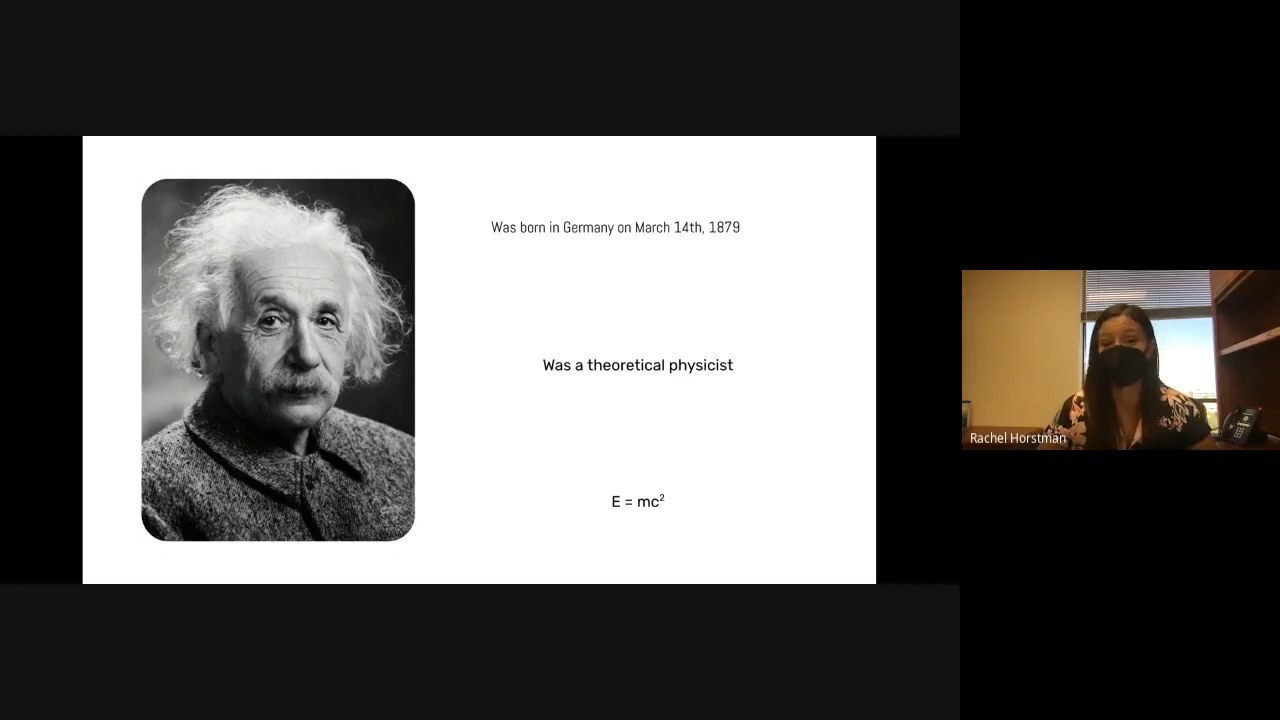 Was born in Germany on March 14th, 1879
Was a theoretical physicist
E = mc²
Rachel Horstman